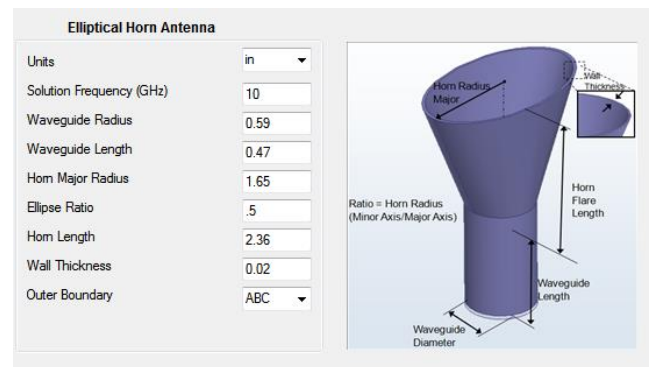 Elliptical Horn Antenna
Units in
Solution Frequency (GHz) 10
Waveguide Radius 0.59
Waveguide Length 0.47
Horn Major Radius 1.65
Ellipse Ratio .5
Horn Length 2.36
Wall Thickness 0.02
Outer Boundary ABC
Horn Radius
Major
Wall
Thickness
Ratio = Horn Radius
(Minor Axis/Major Axis)
Horn
Flare
Length
Waveguide
Length
Waveguide
Diameter